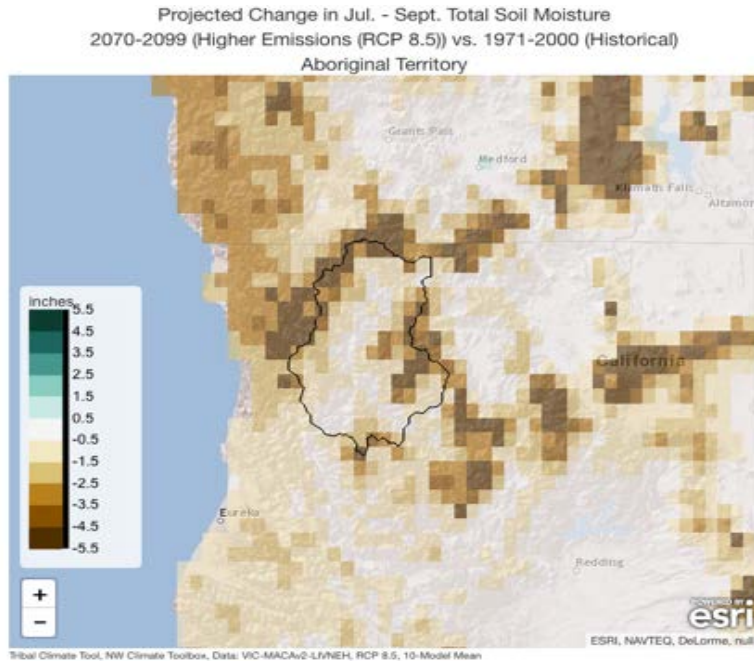 Projected Change in Jul. - Sept. Total Soil Moisture
2070-2099 (Higher Emissions (RCP 8.5)) vs. 1971-2000 (Historical)
Aboriginal Territory
Grants Pass
Medford
Klamath Falls
Altamon
inches
5.5
4.5
3.5
2.5
1.5
0.5
-0.5
-1.5
-2.5
-3.5
-4.5
-5.5
California
Eureka
Redding
+
−
POWERED BY
esri
ESRI, NAVTEQ, DeLorme, null
Tribal Climate Tool, NW Climate Toolbox, Data: VIC-MACAv2-LIVNEH, RCP 8.5, 10-Model Mean